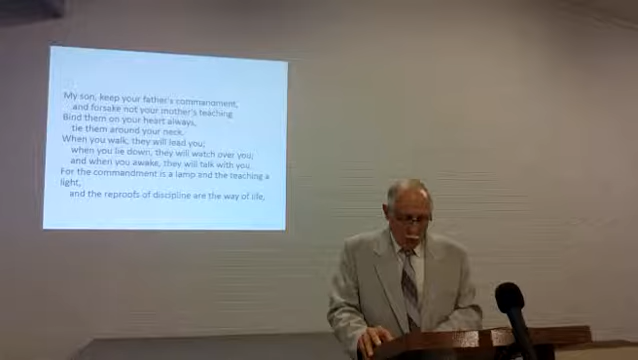 My son, keep your father's commandment,
and forsake not your mother's teaching
Bind them on your heart always,
tie them around your neck.
When you walk, they will lead you;
when you lie down, they will watch over you;
and when you awake, they will talk with you
For the commandment is a lamp and the teaching a
light,
and the reproofs of discipline are the way of life,